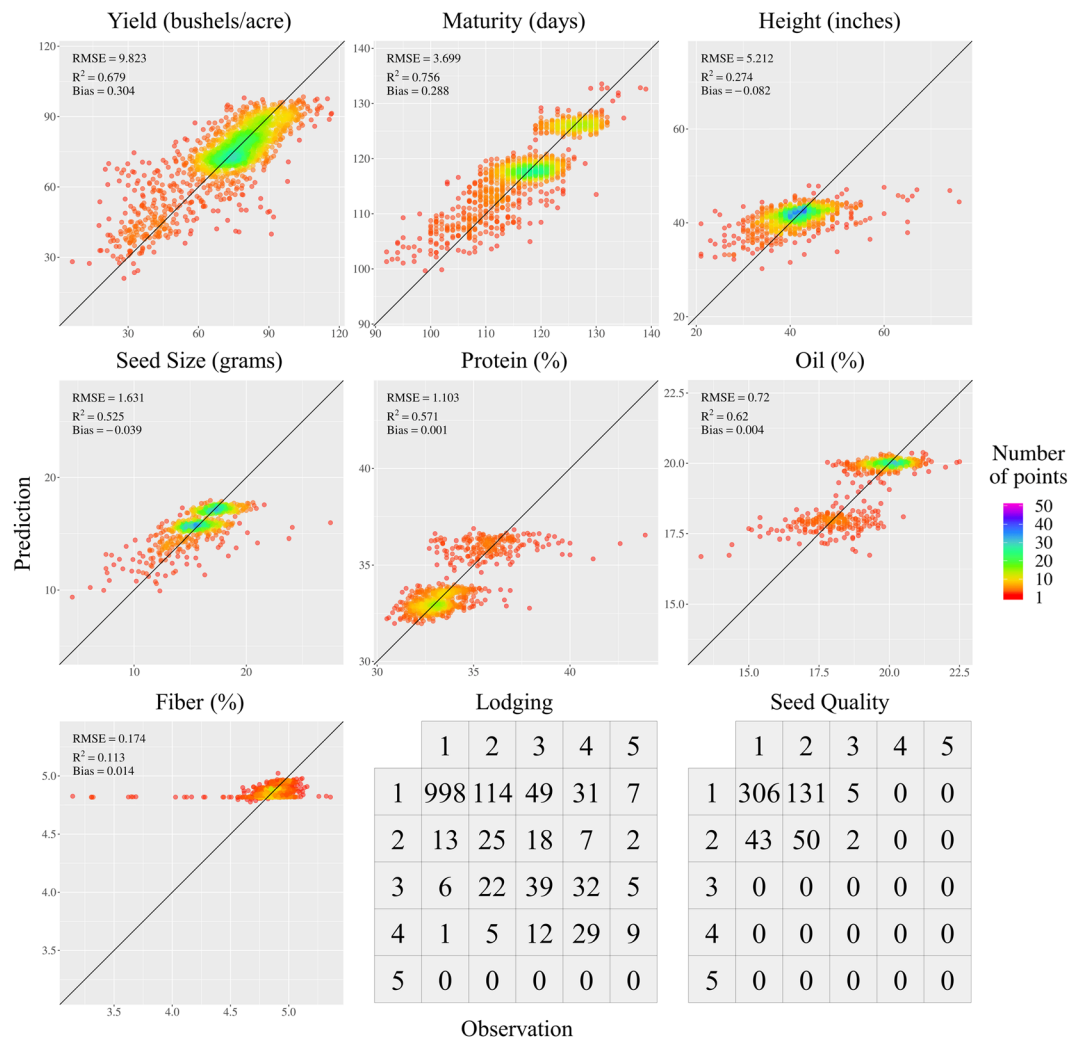 Yield (bushels/acre)
RMSE = 9.823
R² = 0.679
Bias = 0.304
120
90
60
30
30 60 90 120
Maturity (days)
RMSE = 3.699
R² = 0.756
Bias = 0.288
140
130
120
110
100
90
90 100 110 120 130 140
Height (inches)
RMSE = 5.212
R² = 0.274
Bias = −0.082
60
40
20
20 40 60
Seed Size (grams)
RMSE = 1.631
R² = 0.525
Bias = −0.039
20
10
10 20
Protein (%)
RMSE = 1.103
R² = 0.571
Bias = 0.001
40
35
30
30 35 40
Oil (%)
RMSE = 0.72
R² = 0.62
Bias = 0.004
22.5
20.0
17.5
15.0
15.0 17.5 20.0 22.5
Prediction
Number
of points
50
40
30
20
10
1
Fiber (%)
RMSE = 0.174
R² = 0.113
Bias = 0.014
5.0
4.5
4.0
3.5
3.5 4.0 4.5 5.0
Lodging
1 2 3 4 5
1 998 114 49 31 7
2 13 25 18 7 2
3 6 22 39 32 5
4 1 5 12 29 9
5 0 0 0 0 0
Seed Quality
1 2 3 4 5
1 306 131 5 0 0
2 43 50 2 0 0
3 0 0 0 0 0
4 0 0 0 0 0
5 0 0 0 0 0
Observation